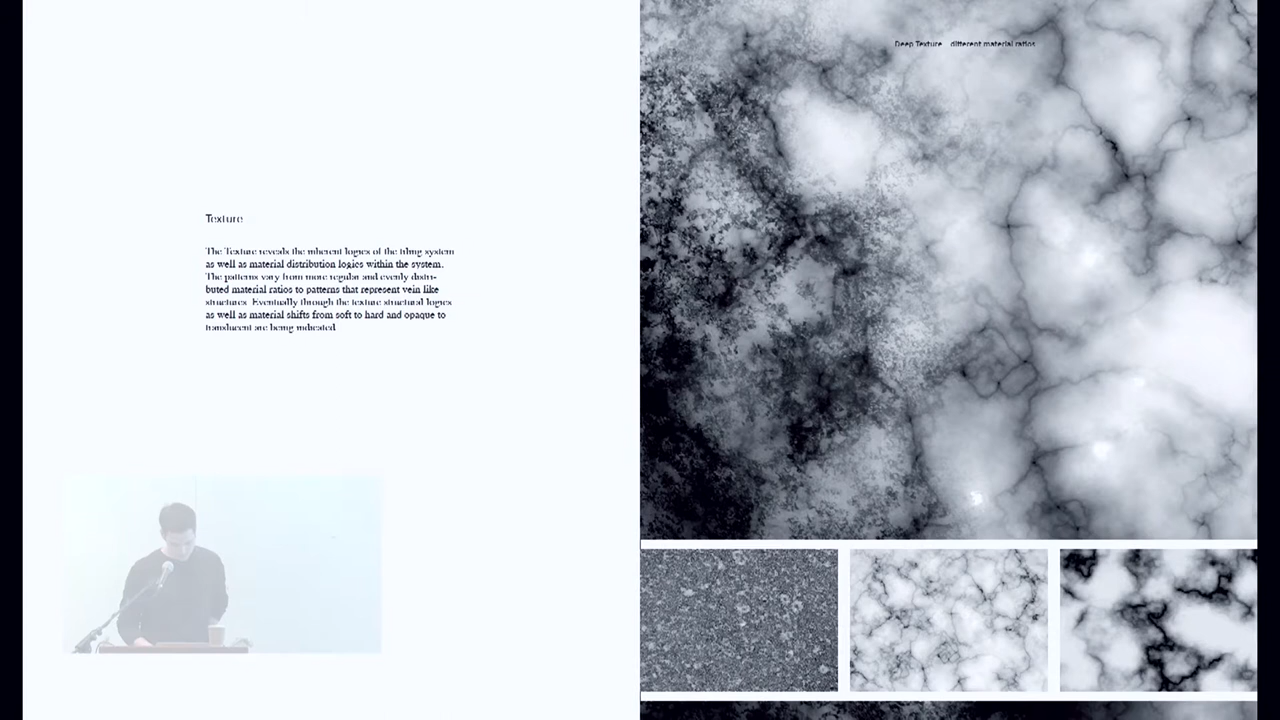 Deep Texture different material ratios
Texture
The Texture reveals the inherent logics of the tiling system
as well as material distribution logics within the system.
The patterns vary from more regular and evenly distri-
buted material ratios to patterns that represent vein like
structures. Eventually through the texture structural logics
as well as material shifts from soft to hard and opaque to
translucent are being indicated.